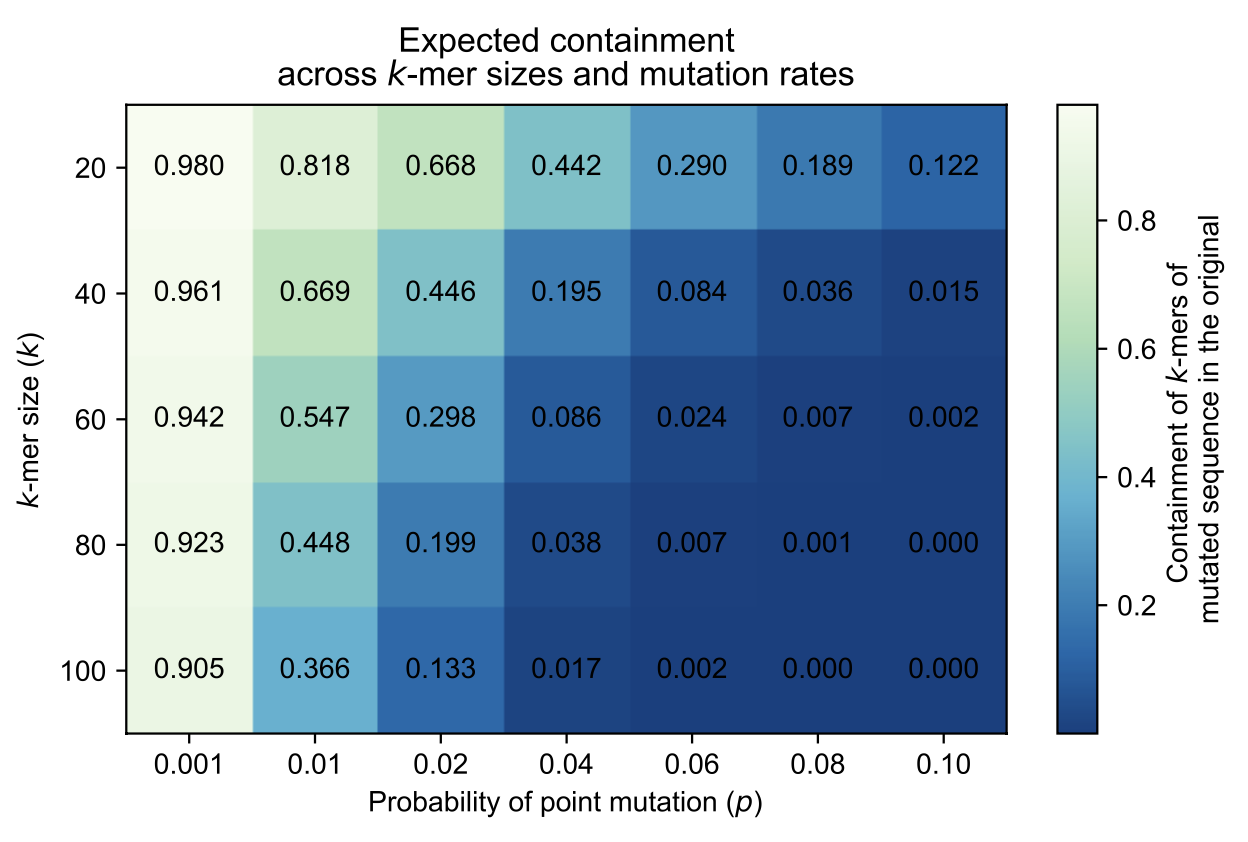 Expected containment
across k-mer sizes and mutation rates
20 0.980 0.818 0.668 0.442 0.290 0.189 0.122
40 0.961 0.669 0.446 0.195 0.084 0.036 0.015
60 0.942 0.547 0.298 0.086 0.024 0.007 0.002
80 0.923 0.448 0.199 0.038 0.007 0.001 0.000
100 0.905 0.366 0.133 0.017 0.002 0.000 0.000
0.001 0.01 0.02 0.04 0.06 0.08 0.10
Probability of point mutation (p)
k-mer size (k)
0.8
0.6
0.4
0.2
Containment of k-mers of
mutated sequence in the original